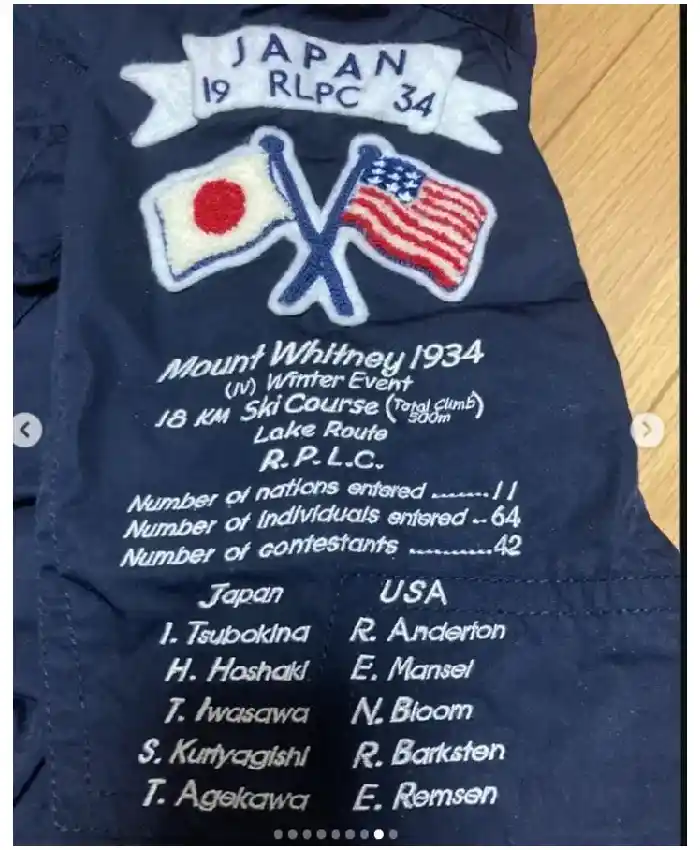 JAPAN
19 RLPC 34
Mount Whitney 1934
(IV) Winter Event
18 KM Ski Course (Total Climb 500m)
Lake Route
R.P.L.C.
Number of nations entered ........11
Number of individuals entered ..64
Number of contestants ...........42
Japan USA
I. Tsubokina R. Anderton
H. Hoshaki E. Mansel
T. Iwasawa N. Bloom
S. Kuriyagishi R. Barksten
T. Agekawa E. Remsen